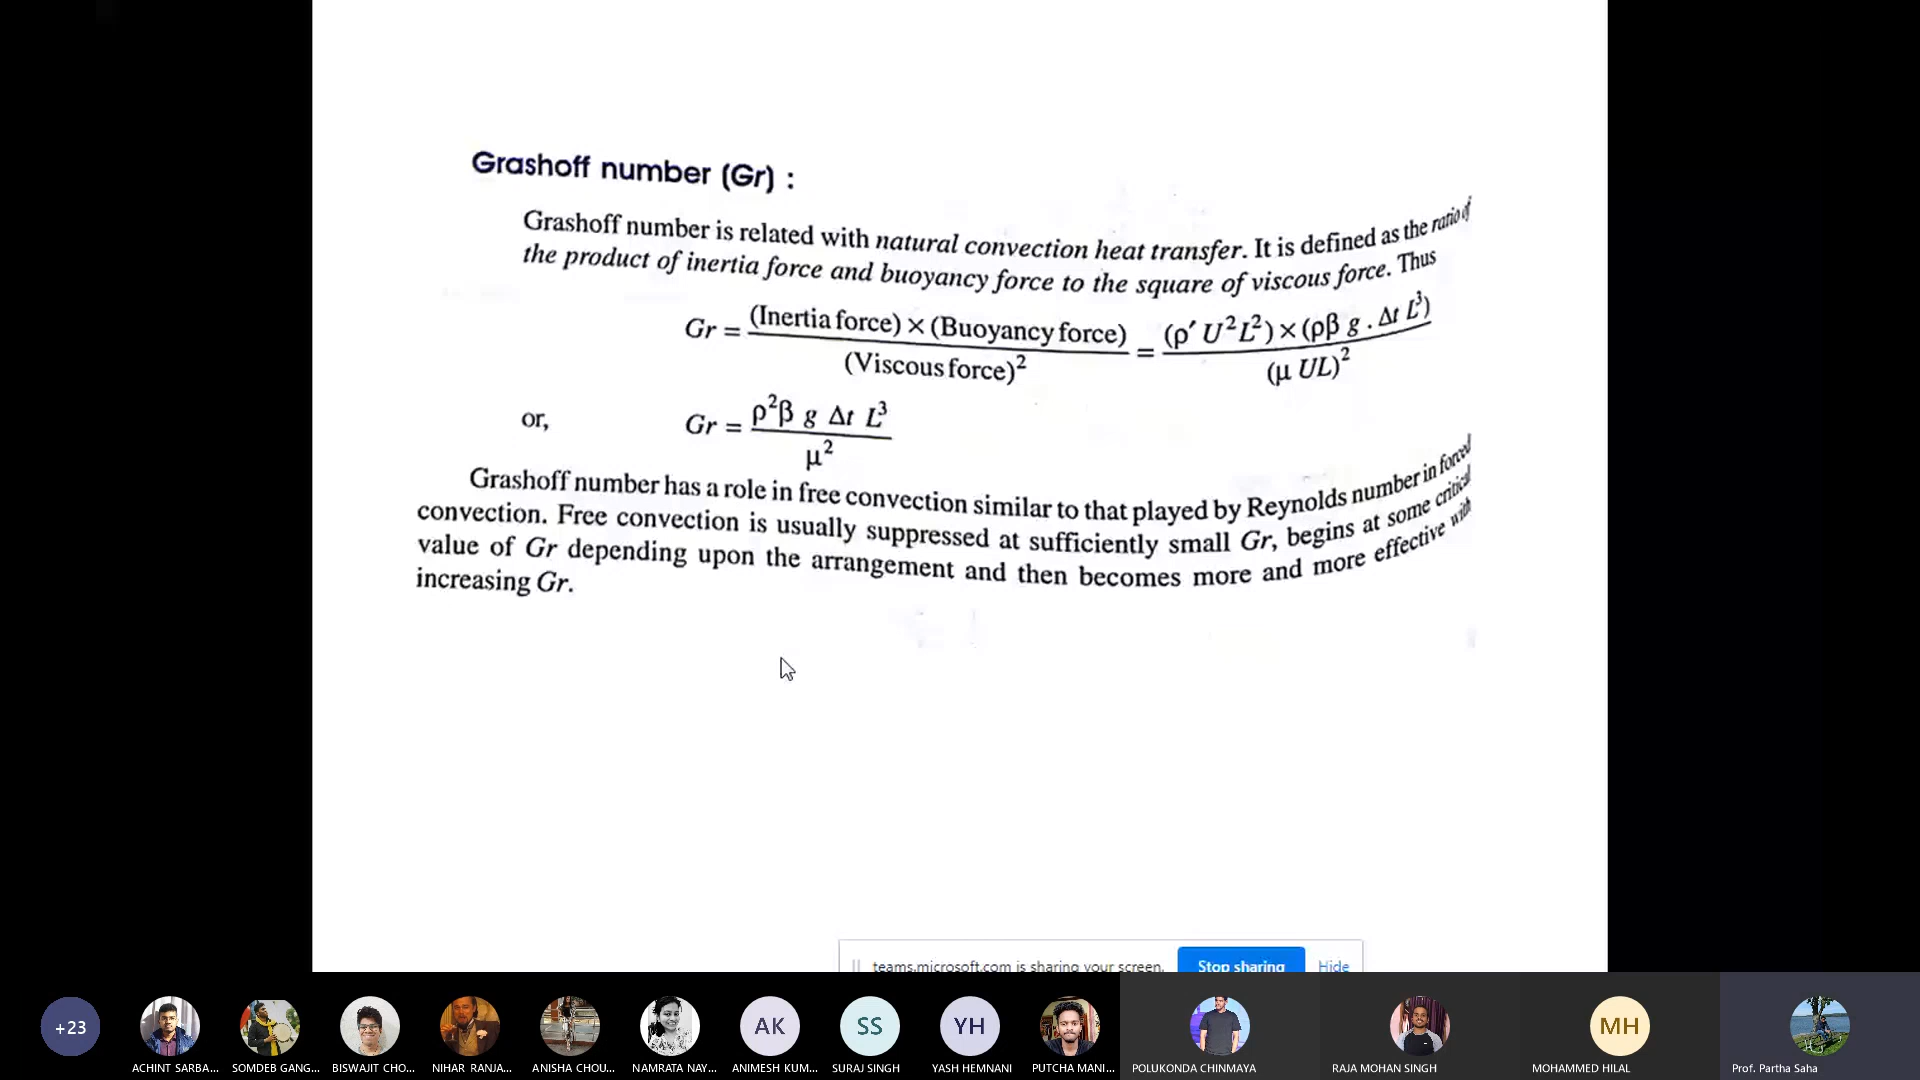 Grashoff number (Gr) :
Grashoff number is related with natural convection heat transfer. It is defined as the ratio of
the product of inertia force and buoyancy force to the square of viscous force. Thus
Gr = (Inertia force) × (Buoyancy force) / (Viscous force)² = (ρ′ U²L²) × (ρβ g . Δt L³) / (μ UL)²
or, Gr = ρ²β g Δt L³ / μ²
Grashoff number has a role in free convection similar to that played by Reynolds number in forced
convection. Free convection is usually suppressed at sufficiently small Gr, begins at some critical
value of Gr depending upon the arrangement and then becomes more and more effective with
increasing Gr.
teams.microsoft.com is sharing your screen. Stop sharing Hide
+23 AK SS YH MH
ACHINT SARBA... SOMDEB GANG... BISWAJIT CHO... NIHAR RANJA... ANISHA CHOU... NAMRATA NAY... ANIMESH KUM... SURAJ SINGH YASH HEMNANI PUTCHA MANI... POLUKONDA CHINMAYA RAJA MOHAN SINGH MOHAMMED HILAL Prof. Partha Saha